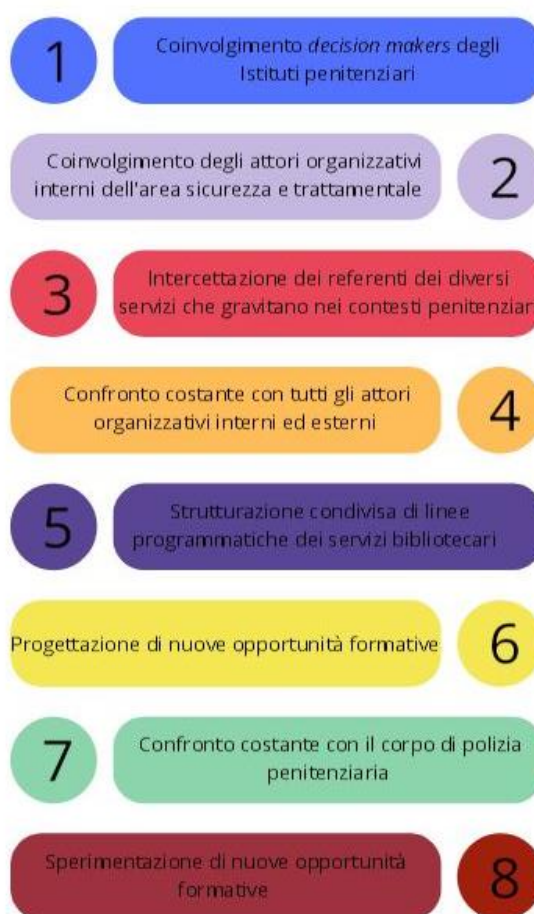 1
Coinvolgimento decision makers degli
Istituti penitenziari
Coinvolgimento degli attori organizzativi
interni dell'area sicurezza e trattamentale
2
3
Intercettazione dei referenti dei diversi
servizi che gravitano nei contesti penitenziar
Confronto costante con tutti gli attori
organizzativi interni ed esterni
4
5
Strutturazione condivisa di linee
programmatiche dei servizi bibliotecari
Progettazione di nuove opportunità formative
6
7
Confronto costante con il corpo di polizia
penitenziaria
Sperimentazione di nuove opportunità
formative
8